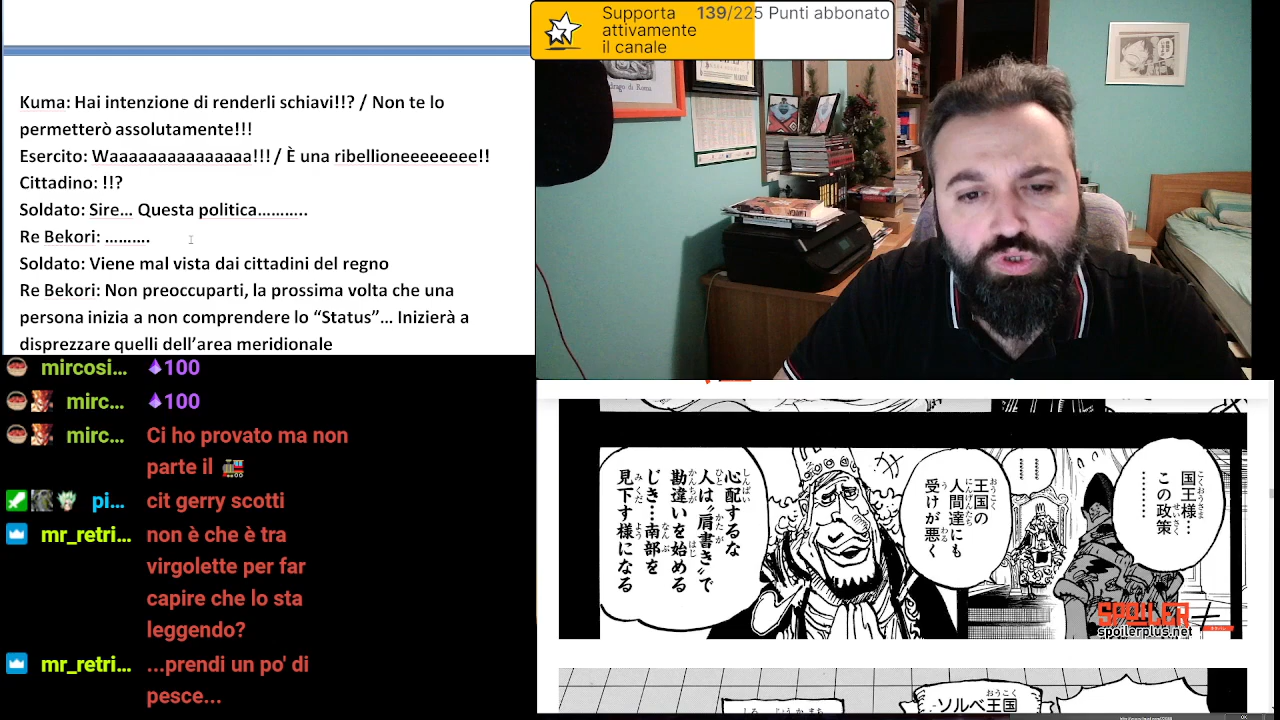 Kuma: Hai intenzione di renderli schiavi!!? / Non te lo
permetterò assolutamente!!!
Esercito: Waaaaaaaaaaaaaaa!!! / È una ribellioneeeeeeee!!
Cittadino: !!?
Soldato: Sire... Questa politica...........
Re Bekori: ..........
Soldato: Viene mal vista dai cittadini del regno
Re Bekori: Non preoccuparti, la prossima volta che una
persona inizia a non comprendere lo “Status”... Inizierà a
disprezzare quelli dell’area meridionale
Supporta
attivamente
il canale
139/225 Punti abbonato
mircosi... 100
mirc... 100
mirc... Ci ho provato ma non
parte il 🚂
pi... cit gerry scotti
mr_retri... non è che è tra
virgolette per far
capire che lo sta
leggendo?
mr_retri... ...prendi un po' di
pesce...
国王様…
この政策
………
王国の
人間達にも
受けが悪く
心配するな
人は〝肩書き〟で
勘違いを始める
じき…南部を
見下す様になる
SPOILER+
spoilerplus.net
ソルベ王国